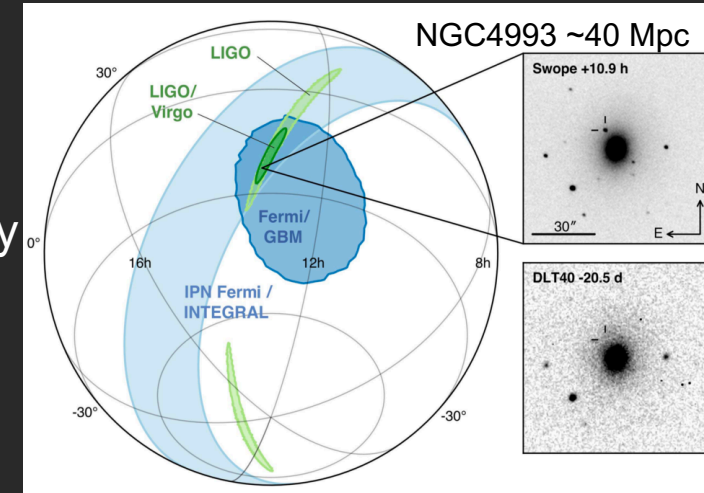 NGC4993 ~40 Mpc
LIGO
30°
LIGO/
Virgo
Swope +10.9 h
N
30″
E
y
0°
Fermi/
GBM
16h
12h
8h
IPN Fermi /
INTEGRAL
DLT40 -20.5 d
-30°
-30°